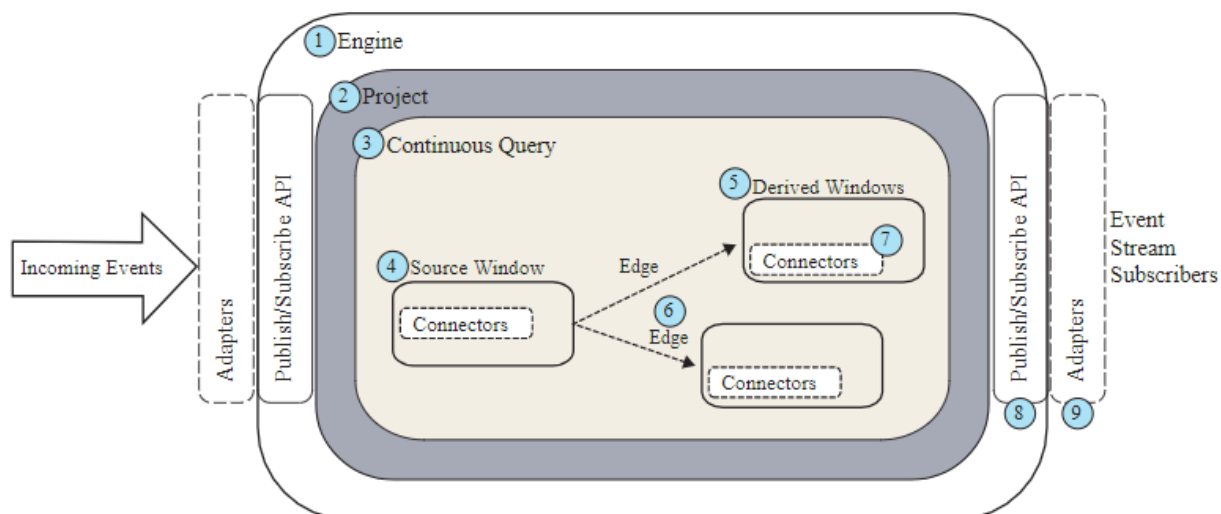 1 Engine
2 Project
3 Continuous Query
5 Derived Windows
7
Connectors
4 Source Window
Connectors
Edge
6
Edge
Connectors
Incoming Events
Adapters
Publish/Subscribe API
Publish/Subscribe API
8
Adapters
9
Event
Stream
Subscribers